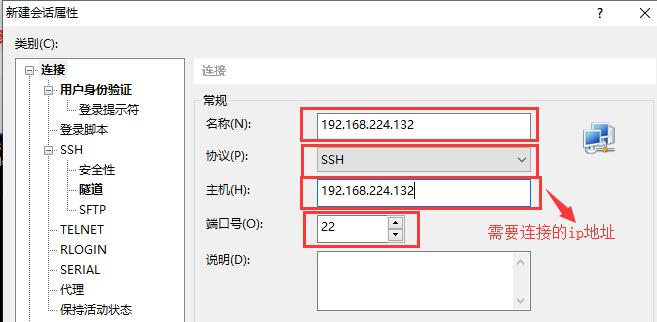 新建会话属性
?
类别(C):
连接
用户身份验证
登录提示符
登录脚本
SSH
安全性
隧道
SFTP
TELNET
RLOGIN
SERIAL
代理
保持活动状态
连接
常规
名称(N):
192.168.224.132
协议(P):
SSH
主机(H):
192.168.224.132
端口号(O):
22
需要连接的ip地址
说明(D):